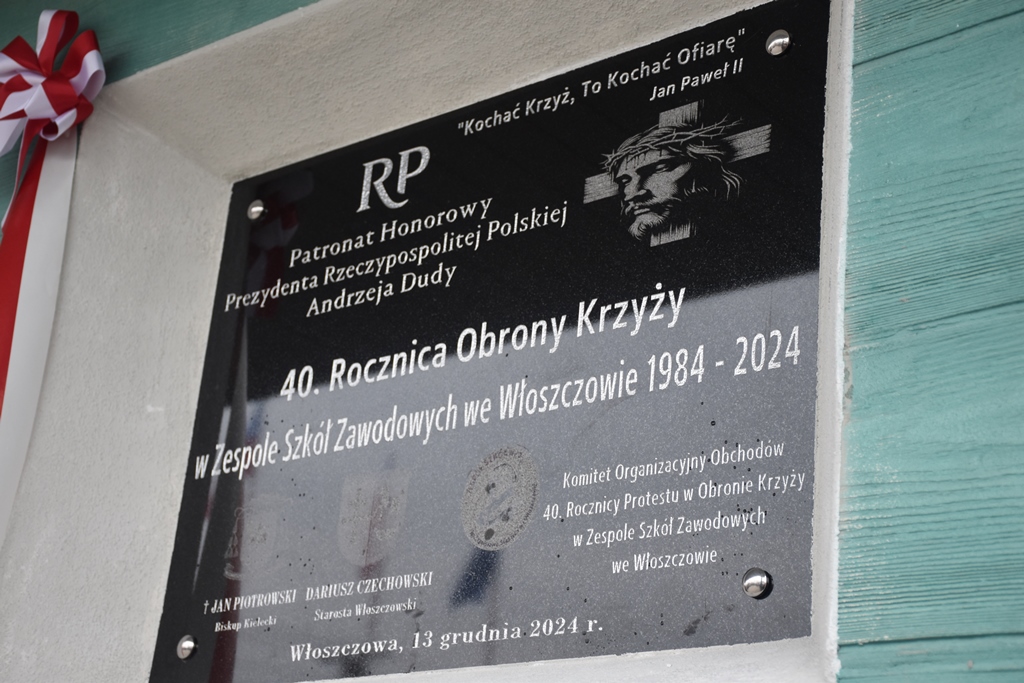 "Kochać Krzyż, To Kochać Ofiarę"
Jan Paweł II
RP
Patronat Honorowy
Prezydenta Rzeczypospolitej Polskiej
Andrzeja Dudy
40. Rocznica Obrony Krzyży
w Zespole Szkół Zawodowych we Włoszczowie 1984 - 2024
Komitet Organizacyjny Obchodów
40. Rocznicy Protestu w Obronie Krzyży
w Zespole Szkół Zawodowych
we Włoszczowie
† JAN PIOTROWSKI
Biskup Kielecki
DARIUSZ CZECHOWSKI
Starosta Włoszczowski
Włoszczowa, 13 grudnia 2024 r.